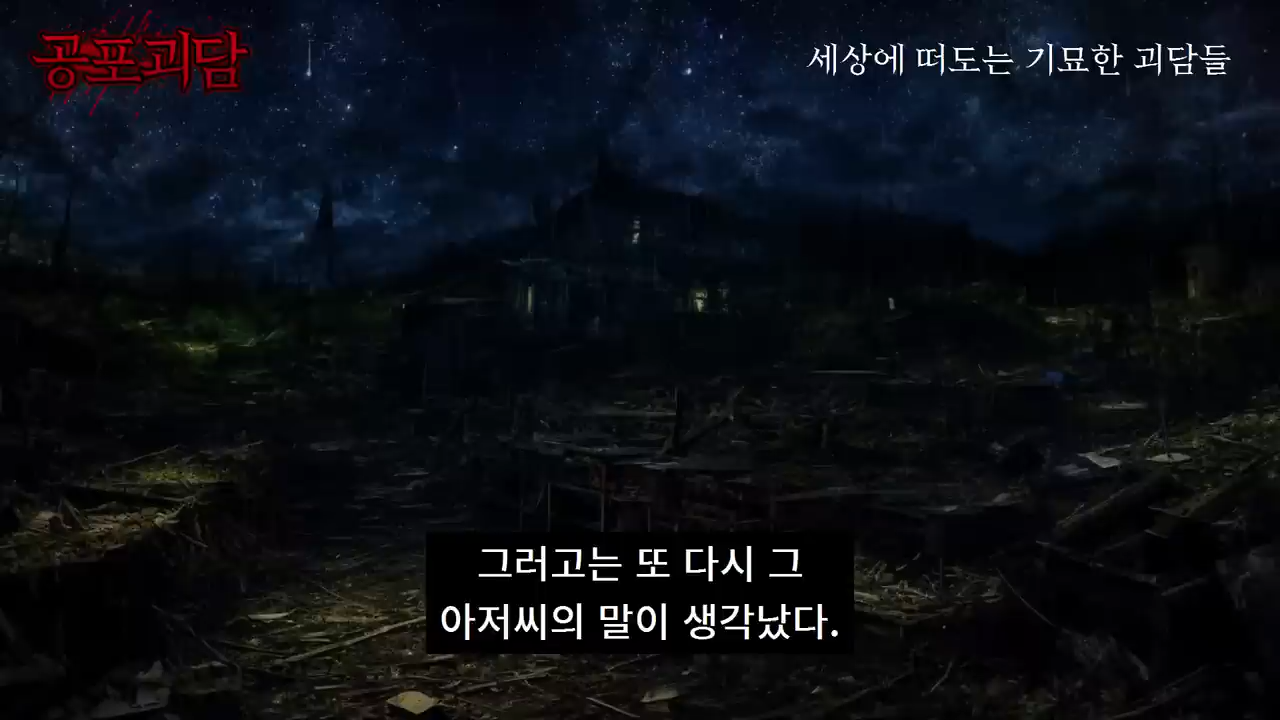 공포괴담
세상에 떠도는 기묘한 괴담들
그러고는 또 다시 그
아저씨의 말이 생각났다.